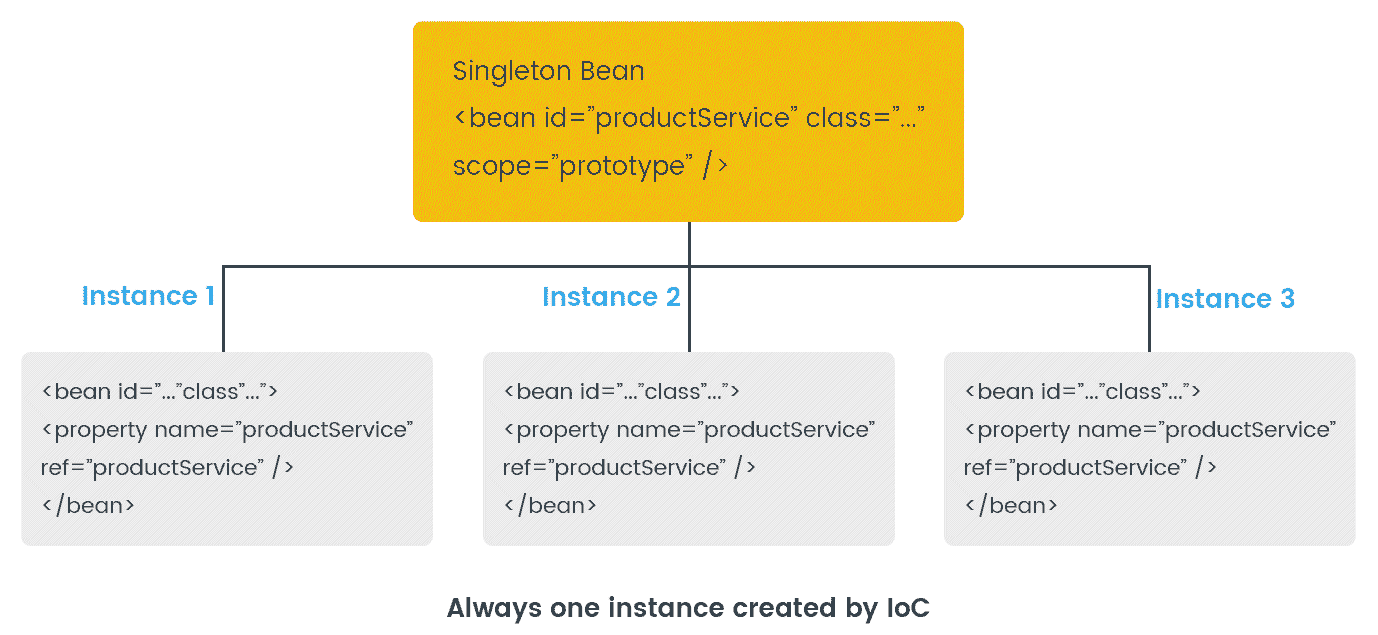 Singleton Bean
<bean id=”productService” class=”...”
scope=”prototype” />
Instance 1
Instance 2
Instance 3
<bean id=”...”class”...”>
<property name=”productService”
ref=”productService” />
</bean>
<bean id=”...”class”...”>
<property name=”productService”
ref=”productService” />
</bean>
<bean id=”...”class”...”>
<property name=”productService”
ref=”productService” />
</bean>
Always one instance created by IoC